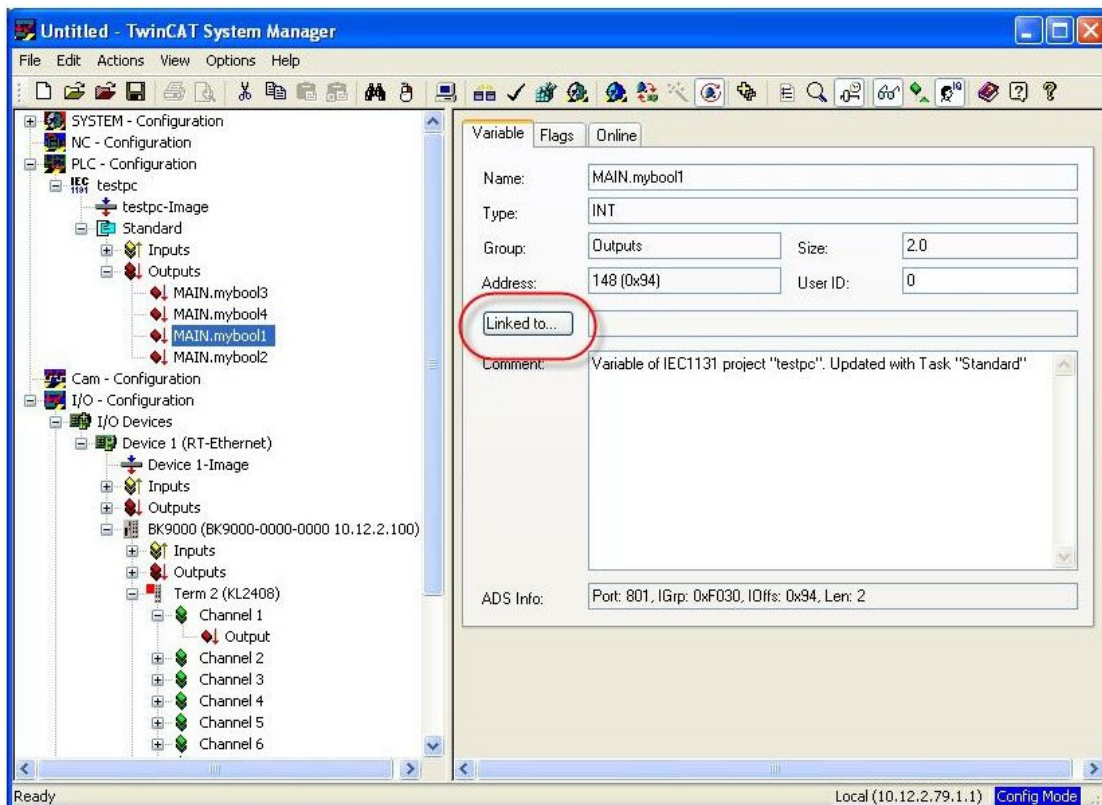 Untitled - TwinCAT System Manager
File Edit Actions View Options Help
SYSTEM - Configuration
NC - Configuration
PLC - Configuration
IEC 1131 testpc
testpc-Image
Standard
Inputs
Outputs
MAIN.mybool3
MAIN.mybool4
MAIN.mybool1
MAIN.mybool2
Cam - Configuration
I/O - Configuration
I/O Devices
Device 1 (RT-Ethernet)
Device 1-Image
Inputs
Outputs
BK9000 (BK9000-0000-0000 10.12.2.100)
Inputs
Outputs
Term 2 (KL2408)
Channel 1
Output
Channel 2
Channel 3
Channel 4
Channel 5
Channel 6
Variable Flags Online
Name: MAIN.mybool1
Type: INT
Group: Outputs Size: 2.0
Address: 148 (0x94) User ID: 0
Linked to...
Comment: Variable of IEC1131 project "testpc". Updated with Task "Standard"
ADS Info: Port: 801, IGrp: 0xF030, IOffs: 0x94, Len: 2
Ready Local (10.12.2.79.1.1) Config Mode